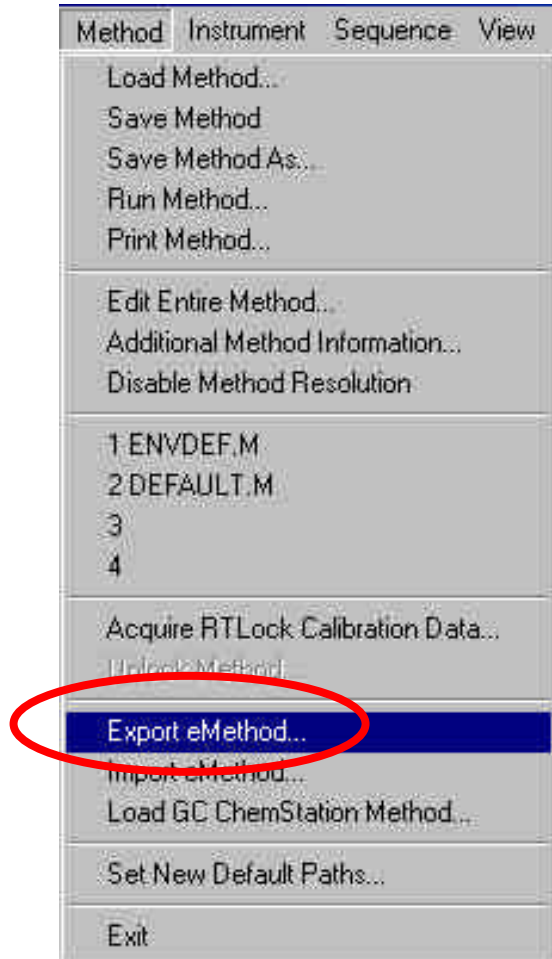 Method Instrument Sequence View
Load Method...
Save Method
Save Method As...
Run Method...
Print Method...
Edit Entire Method...
Additional Method Information...
Disable Method Resolution
1 ENVDEF.M
2 DEFAULT.M
3
4
Acquire RTLock Calibration Data...
Unlock Method...
Export eMethod...
Import eMethod...
Load GC ChemStation Method...
Set New Default Paths...
Exit